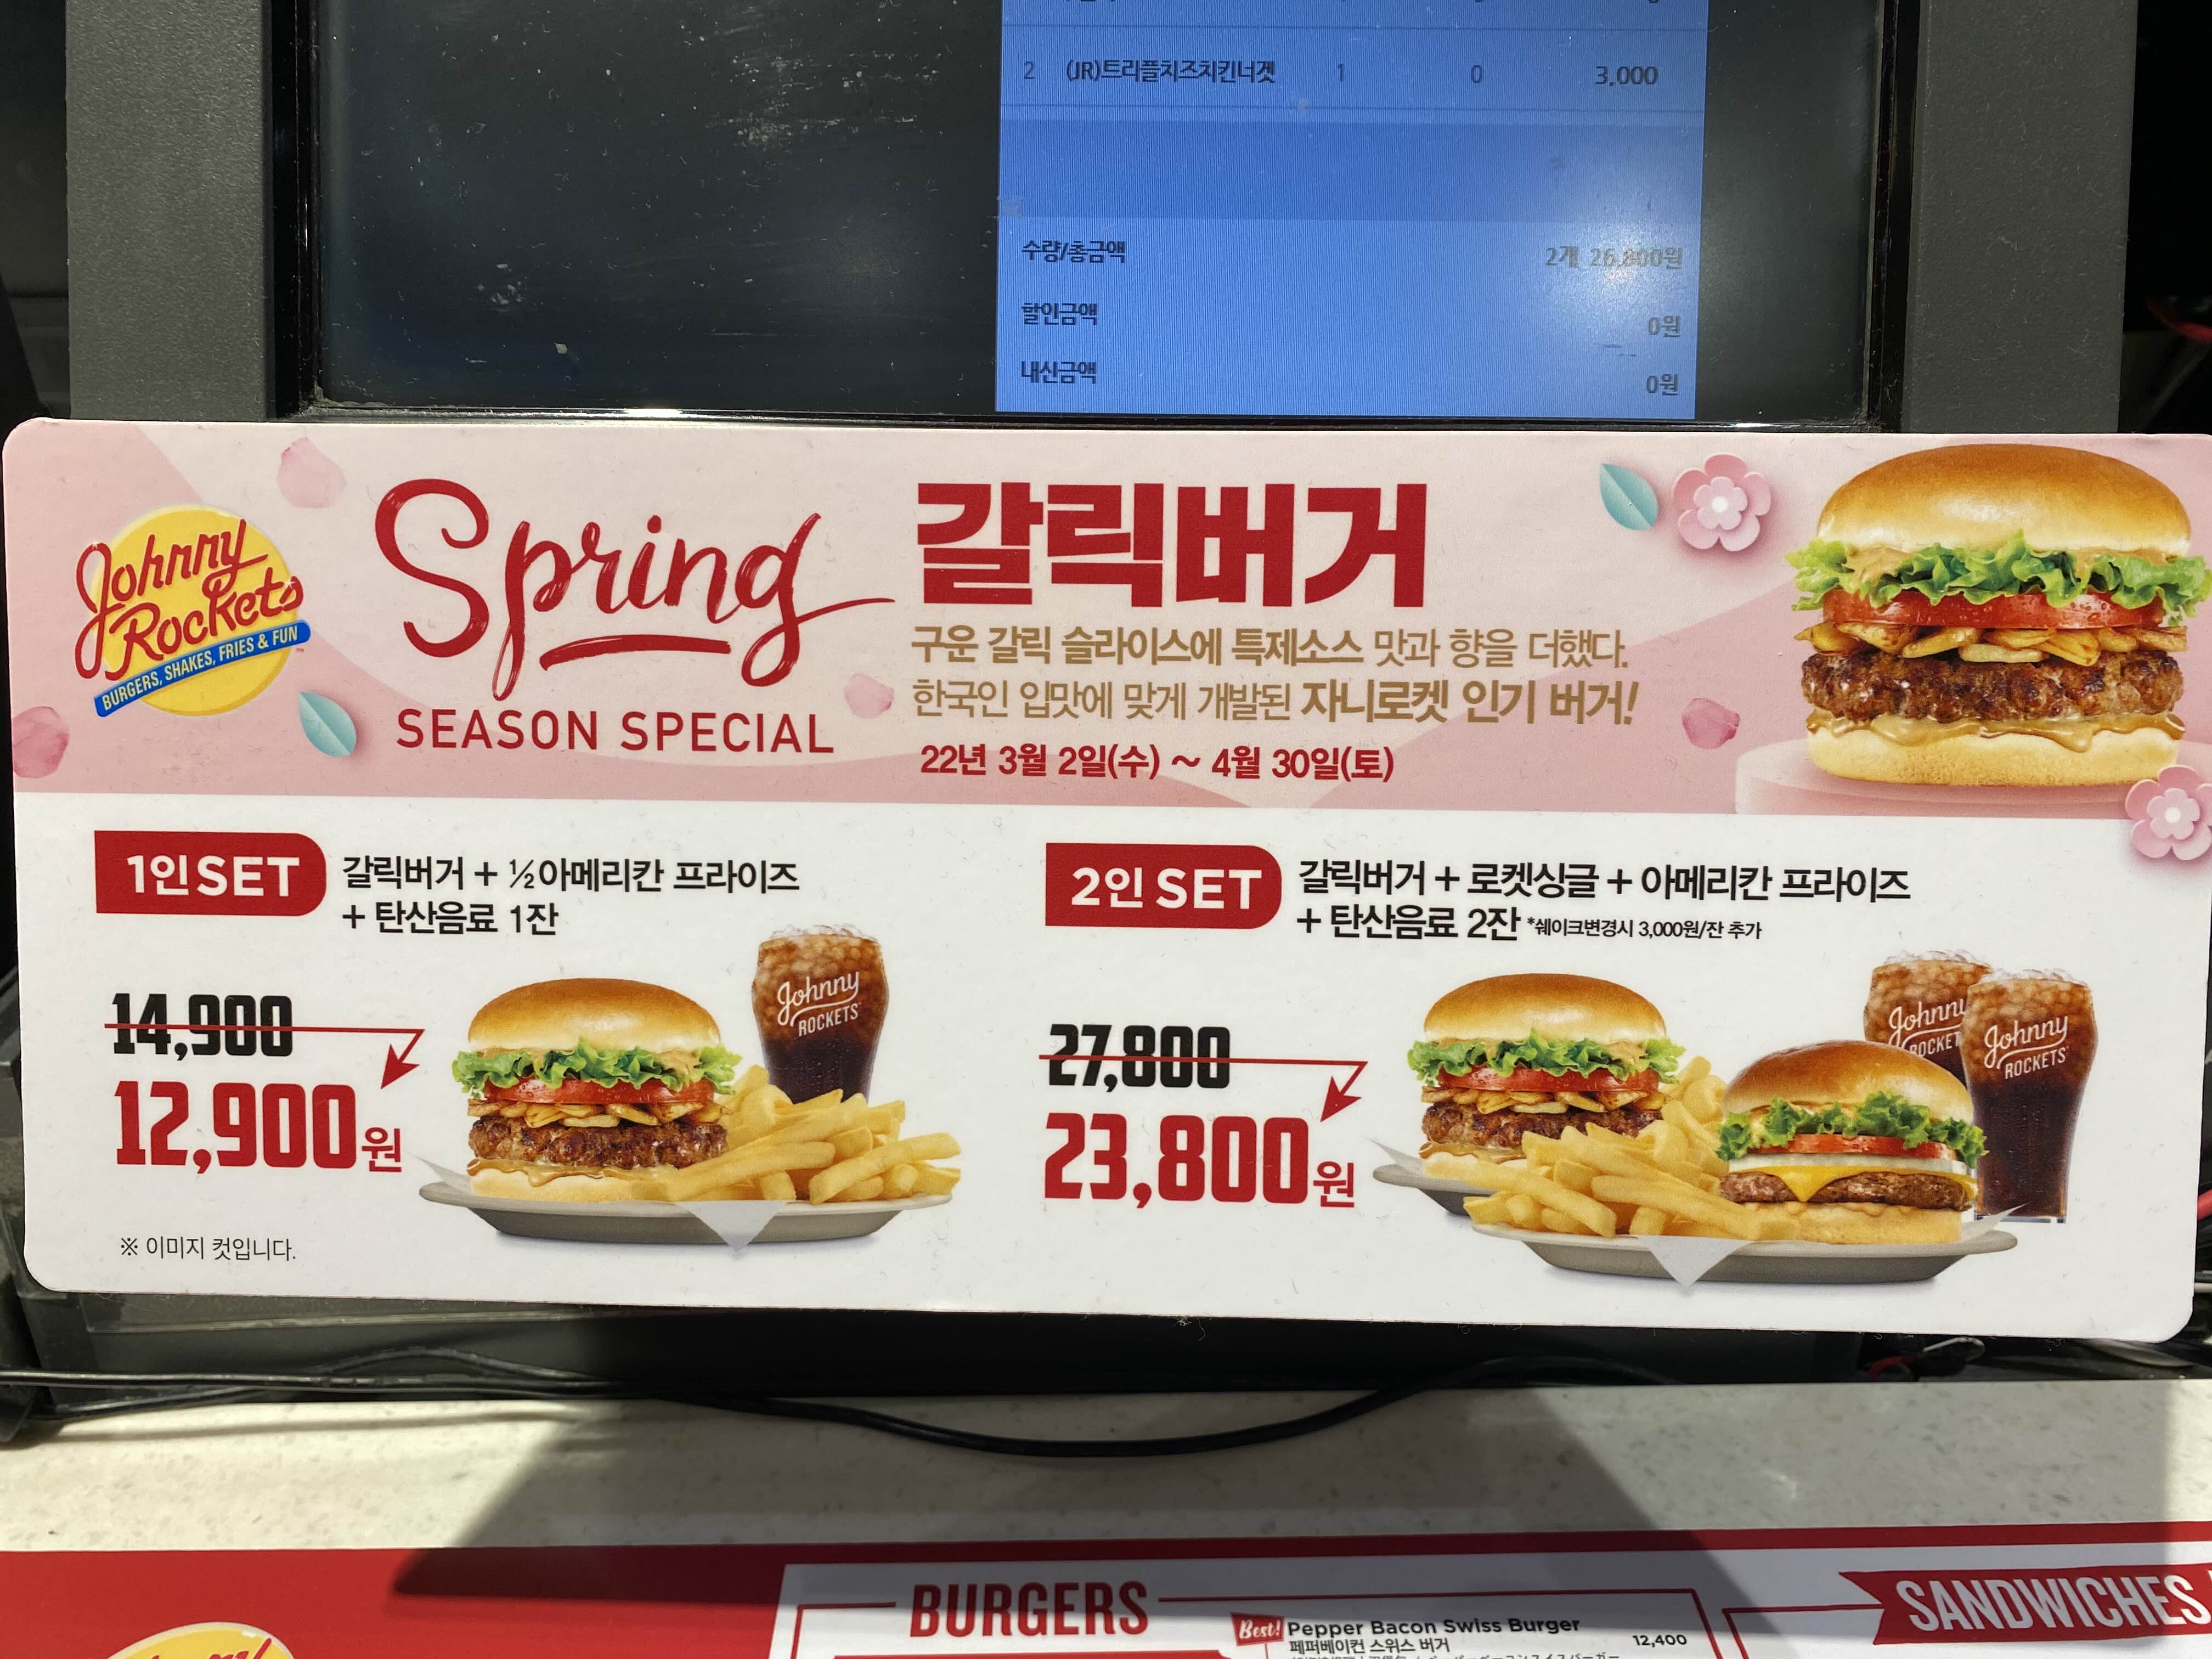 2 (JR)트리플치즈치킨너겟 1 0 3,000
수량/총금액 2개 26,800원
할인금액 0원
내신금액 0원
Johnny
Rockets
BURGERS, SHAKES, FRIES & FUN
Spring
SEASON SPECIAL
갈릭버거
구운 갈릭 슬라이스에 특제소스 맛과 향을 더했다.
한국인 입맛에 맞게 개발된 자니로켓 인기 버거!
22년 3월 2일(수) ~ 4월 30일(토)
1인 SET
갈릭버거 + ½아메리칸 프라이즈
+ 탄산음료 1잔
14,900
12,900원
Johnny
ROCKETS
※ 이미지 컷입니다.
2인 SET
갈릭버거 + 로켓싱글 + 아메리칸 프라이즈
+ 탄산음료 2잔 *쉐이크변경시 3,000원/잔 추가
27,800
23,800원
Johnny
ROCKET
Johnny
ROCKETS
BURGERS
Best! Pepper Bacon Swiss Burger
페퍼베이컨 스위스 버거 12,400
SANDWICHES